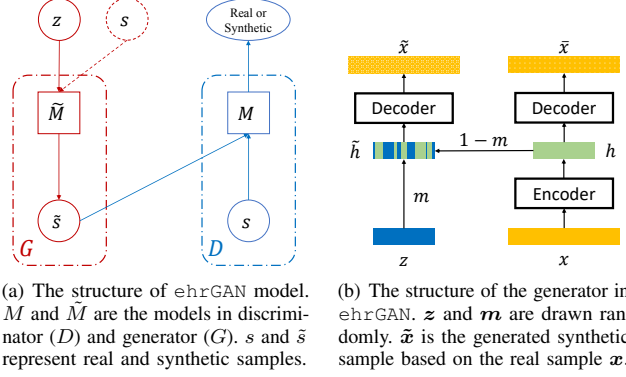 z
s
Real or
Synthetic
M̃
M
s̃
s
G
D
x̃
x̄
Decoder
Decoder
h̃
1 − m
h
m
Encoder
z
x
(a) The structure of ehrGAN model.
M and M̃ are the models in discrimi-
nator (D) and generator (G). s and s̃
represent real and synthetic samples.
(b) The structure of the generator in
ehrGAN. z and m are drawn ran-
domly. x̃ is the generated synthetic
sample based on the real sample x.